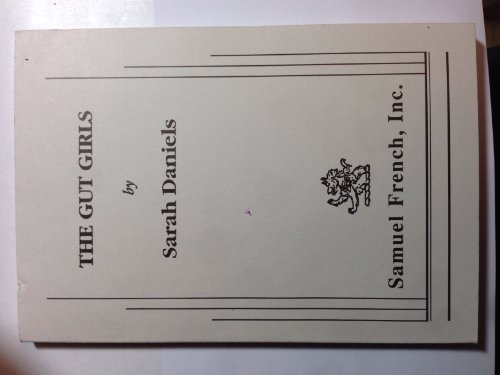 THE GUT GIRLS
by
Sarah Daniels
Samuel French, Inc.